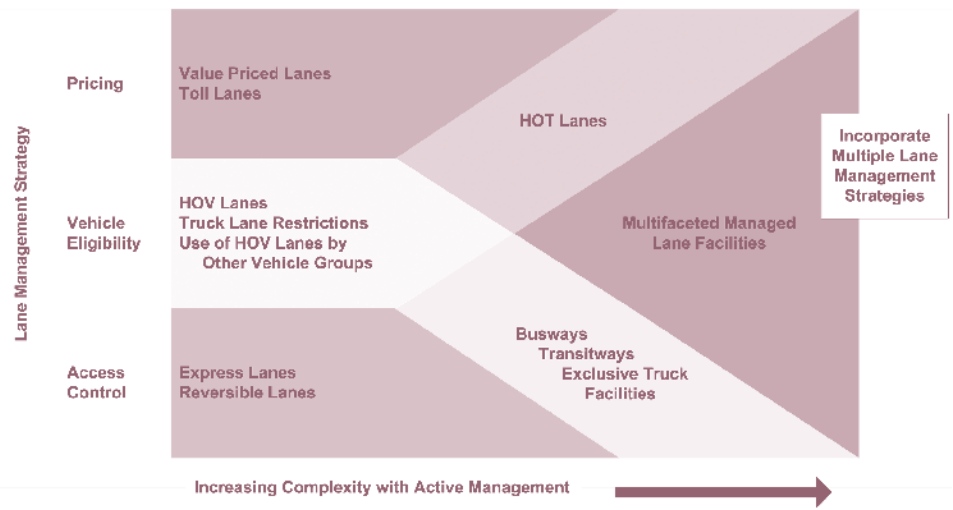 Pricing
Value Priced Lanes
Toll Lanes
HOT Lanes
Incorporate
Multiple Lane
Management
Strategies
Lane Management Strategy
Vehicle
Eligibility
HOV Lanes
Truck Lane Restrictions
Use of HOV Lanes by
Other Vehicle Groups
Multifaceted Managed
Lane Facilities
Busways
Transitways
Exclusive Truck
Facilities
Access
Control
Express Lanes
Reversible Lanes
Increasing Complexity with Active Management